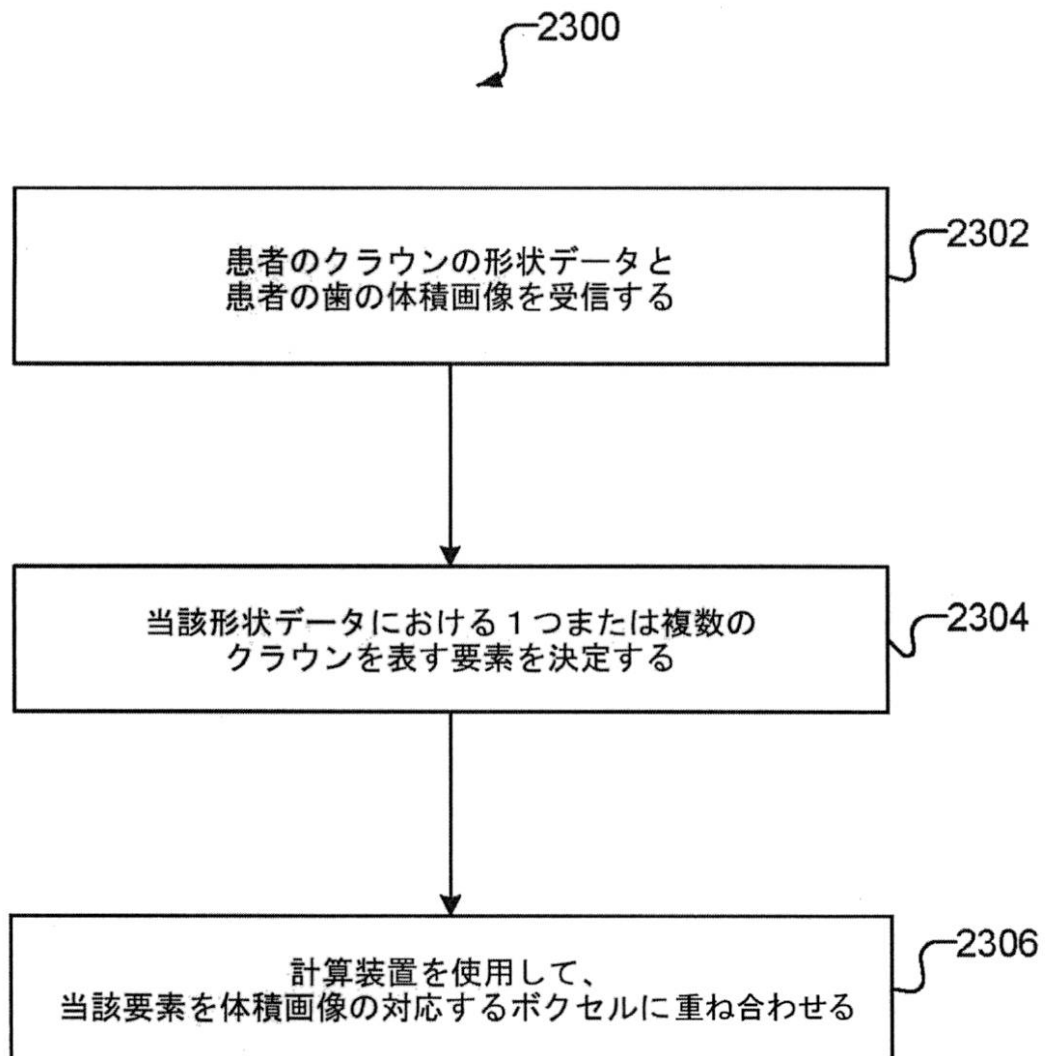 2300
患者のクラウンの形状データと
患者の歯の体積画像を受信する
2302
当該形状データにおける1つまたは複数の
クラウンを表す要素を決定する
2304
計算装置を使用して、
当該要素を体積画像の対応するボクセルに重ね合わせる
2306